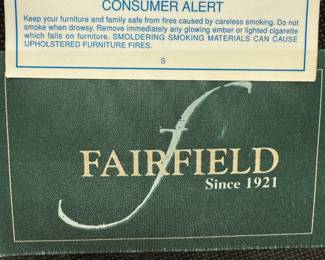 CONSUMER ALERT
Keep your furniture and family safe from fires caused by careless smoking. Do not
smoke when drowsy. Remove immediately any glowing ember or lighted cigarette
which falls on furniture. SMOLDERING SMOKING MATERIALS CAN CAUSE
UPHOLSTERED FURNITURE FIRES.
S
f
FAIRFIELD
Since 1921